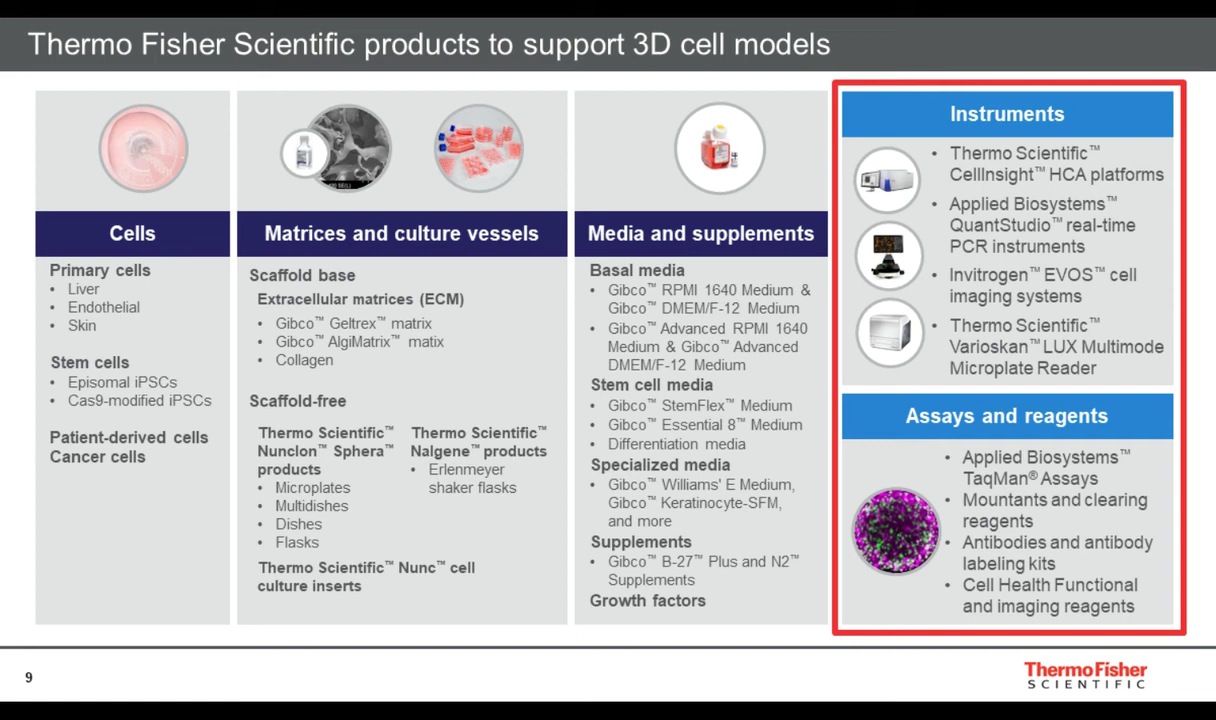 Thermo Fisher Scientific products to support 3D cell models
Cells
Primary cells
• Liver
• Endothelial
• Skin
Stem cells
• Episomal iPSCs
• Cas9-modified iPSCs
Patient-derived cells
Cancer cells
Matrices and culture vessels
Scaffold base
Extracellular matrices (ECM)
• Gibco™ Geltrex™ matrix
• Gibco™ AlgiMatrix™ matix
• Collagen
Scaffold-free
Thermo Scientific™
Nunclon™ Sphera™
products
• Microplates
• Multidishes
• Dishes
• Flasks
Thermo Scientific™
Nalgene™ products
• Erlenmeyer
shaker flasks
Thermo Scientific™ Nunc™ cell
culture inserts
Media and supplements
Basal media
• Gibco™ RPMI 1640 Medium &
Gibco™ DMEM/F-12 Medium
• Gibco™ Advanced RPMI 1640
Medium & Gibco™ Advanced
DMEM/F-12 Medium
Stem cell media
• Gibco™ StemFlex™ Medium
• Gibco™ Essential 8™ Medium
• Differentiation media
Specialized media
• Gibco™ Williams' E Medium,
Gibco™ Keratinocyte-SFM,
and more
Supplements
• Gibco™ B-27™ Plus and N2™
Supplements
Growth factors
Instruments
• Thermo Scientific™
CellInsight™ HCA platforms
• Applied Biosystems™
QuantStudio™ real-time
PCR instruments
• Invitrogen™ EVOS™ cell
imaging systems
• Thermo Scientific™
Varioskan™ LUX Multimode
Microplate Reader
Assays and reagents
• Applied Biosystems™
TaqMan® Assays
• Mountants and clearing
reagents
• Antibodies and antibody
labeling kits
• Cell Health Functional
and imaging reagents
9
ThermoFisher
SCIENTIFIC